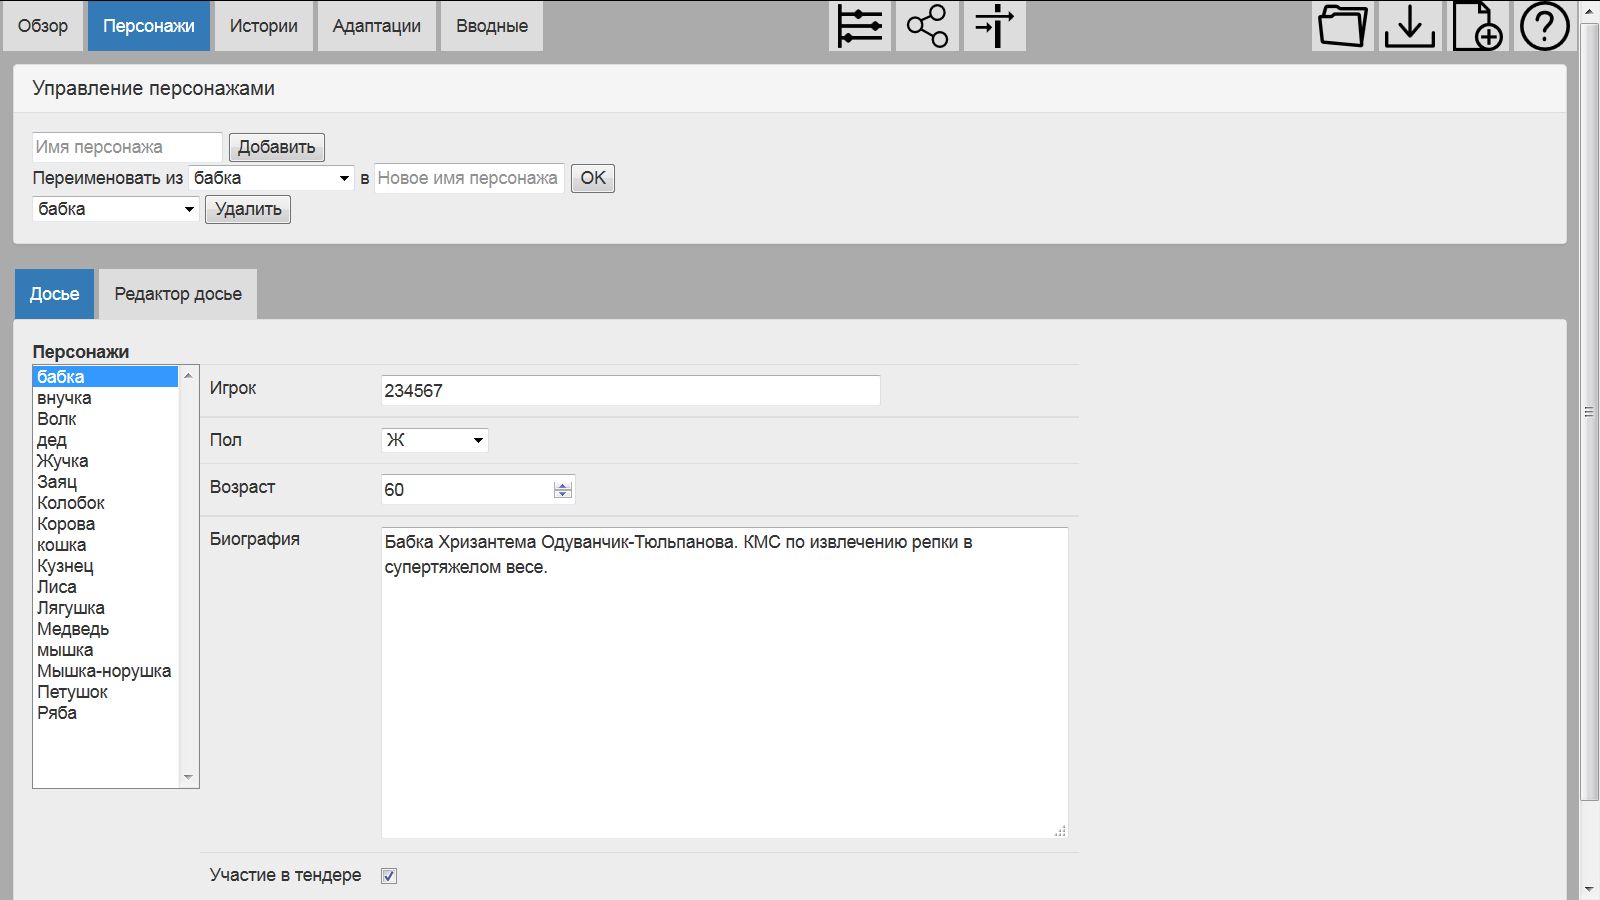 Обзор Персонажи Истории Адаптации Вводные
Управление персонажами
Имя персонажа Добавить
Переименовать из бабка в Новое имя персонажа OK
бабка Удалить
Досье Редактор досье
Персонажи
бабка
внучка
Волк
дед
Жучка
Заяц
Колобок
Корова
кошка
Кузнец
Лиса
Лягушка
Медведь
мышка
Мышка-норушка
Петушок
Ряба
Игрок 234567
Пол Ж
Возраст 60
Биография Бабка Хризантема Одуванчик-Тюльпанова. КМС по извлечению репки в
супертяжелом весе.
Участие в тендере